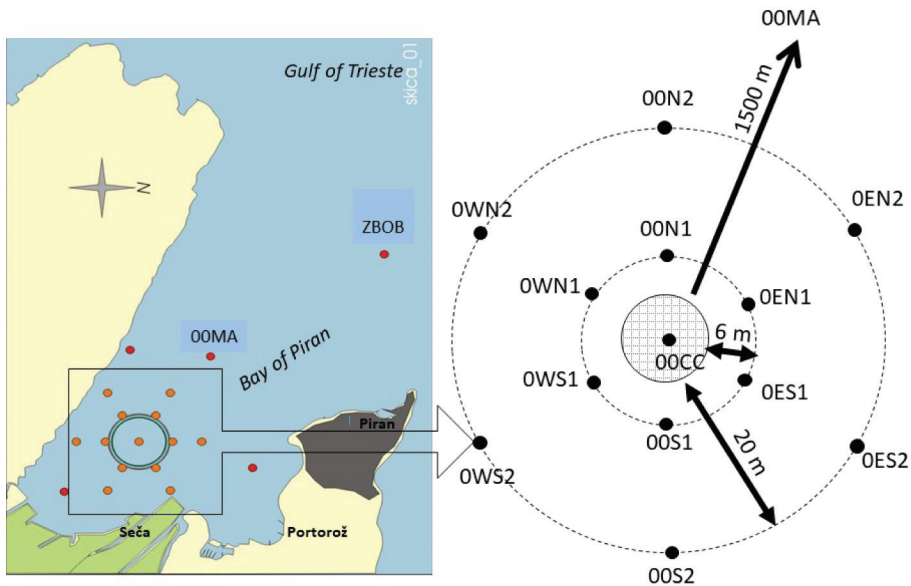 Gulf of Trieste
skica_01
N
ZBOB
00MA
Bay of Piran
Piran
Seča
Portorož
00MA
1500 m
00N2
0WN2
0EN2
00N1
0WN1
0EN1
6 m
00CC
0WS1
0ES1
00S1
20 m
0WS2
0ES2
00S2